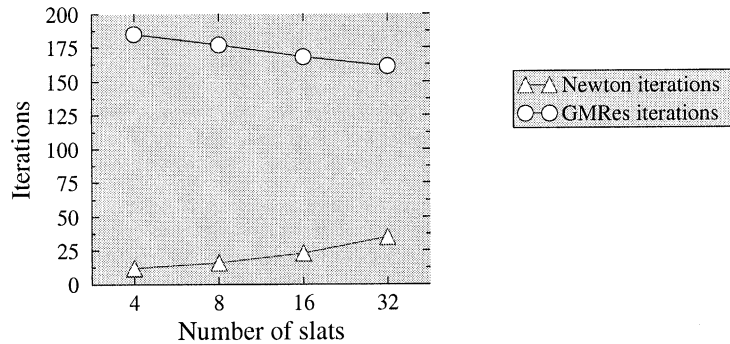 200
175
150
125
100
75
50
25
0
Iterations
4 8 16 32
Number of slats
Newton iterations
GMRes iterations